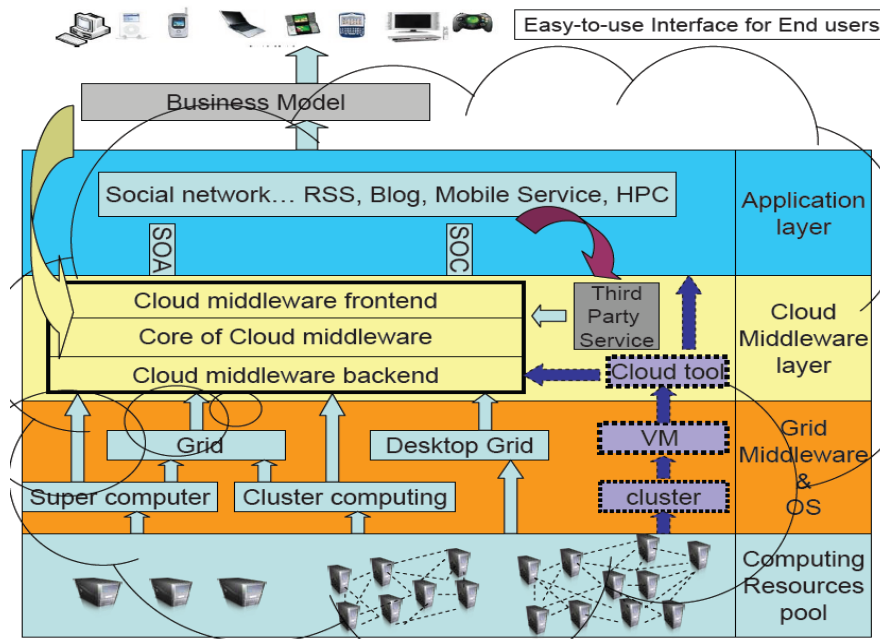 Easy-to-use Interface for End users
Business Model
Social network... RSS, Blog, Mobile Service, HPC
Application
layer
SOA
SOC
Cloud middleware frontend
Core of Cloud middleware
Cloud middleware backend
Third
Party
Service
Cloud tool
Cloud
Middleware
layer
Grid
Desktop Grid
VM
Super computer
Cluster computing
cluster
Grid
Middleware
&
OS
Computing
Resources
pool